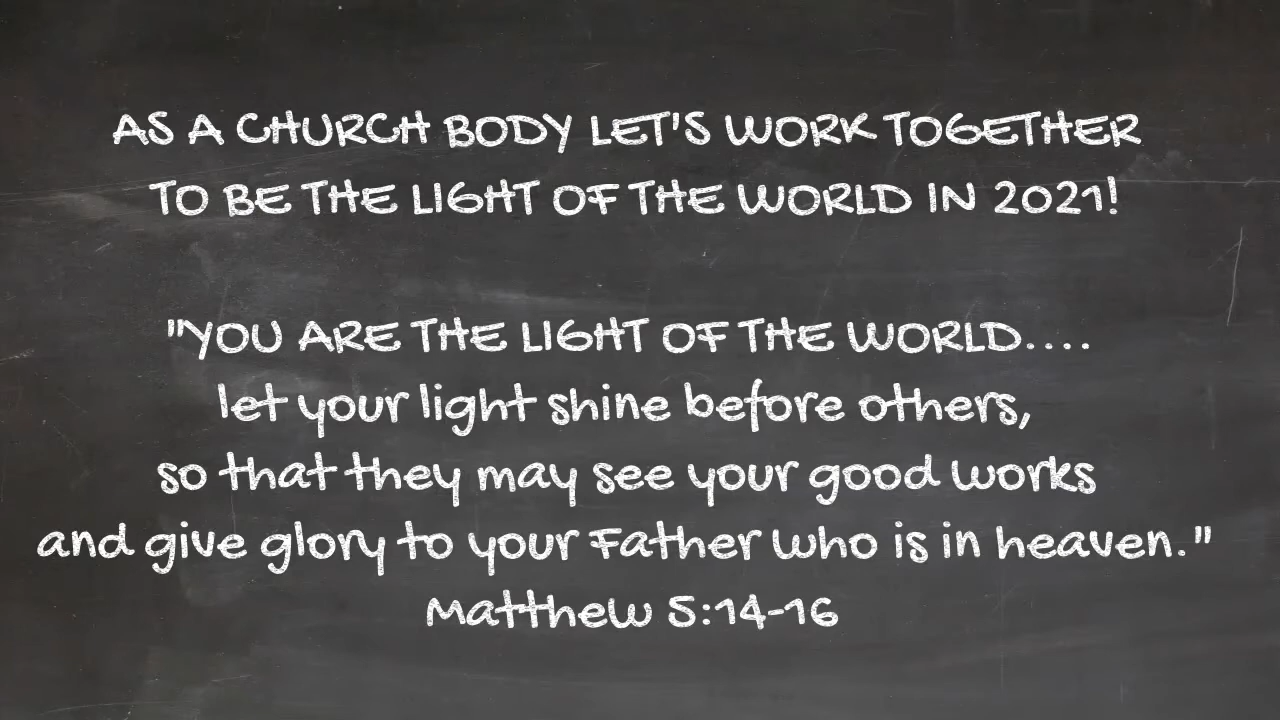 AS A CHURCH BODY LET'S WORK TOGETHER
TO BE THE LIGHT OF THE WORLD IN 2021!
"YOU ARE THE LIGHT OF THE WORLD....
let your light shine before others,
so that they may see your good works
and give glory to your Father who is in heaven."
Matthew 5:14-16